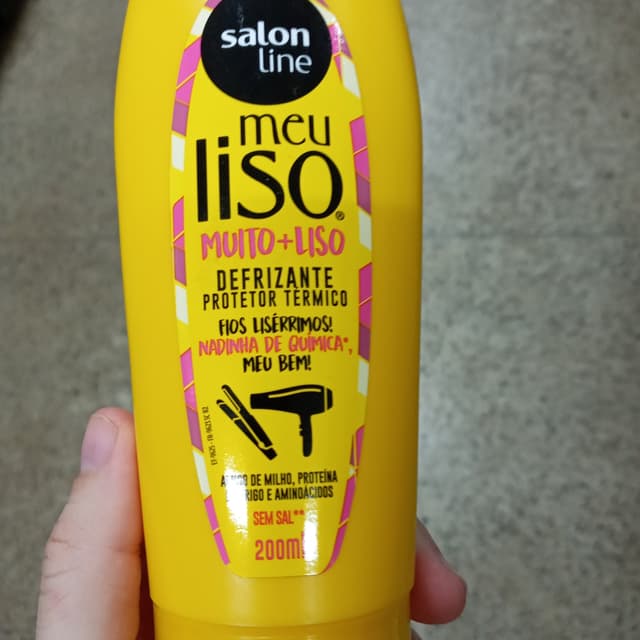 salon
line
meu
liso®
MUITO+LISO
DEFRIZANTE
PROTETOR TÉRMICO
FIOS LISÉRRIMOS!
NADINHA DE QUÍMICA*,
MEU BEM!
DE MILHO, PROTEÍNA
E AMINOÁCIDOS
SEM SAL**
200ml